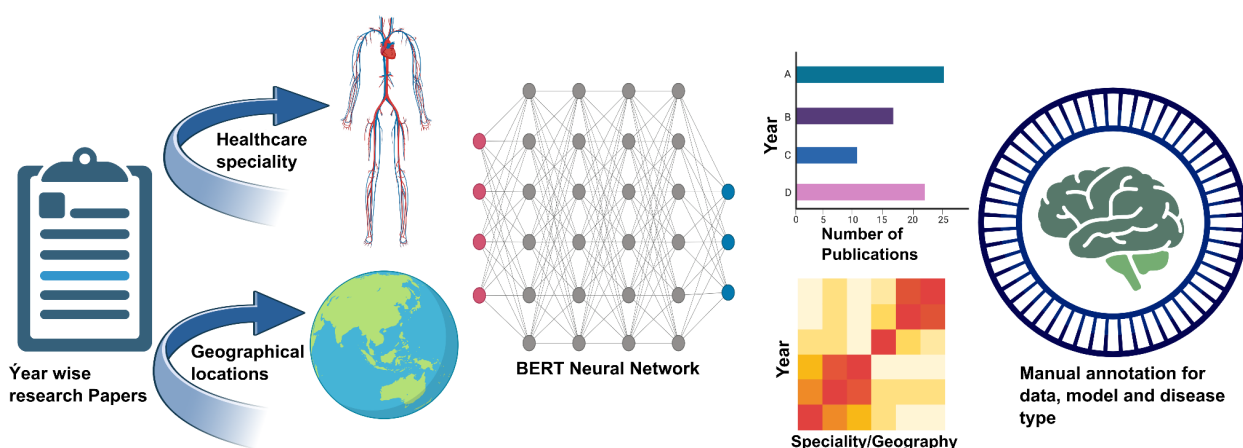 Ýear wise
research Papers
Healthcare
speciality
Geographical
locations
BERT Neural Network
Year
A
B
C
D
0 5 10 15 20 25
Number of
Publications
Year
Speciality/Geography
Manual annotation for
data, model and disease
type